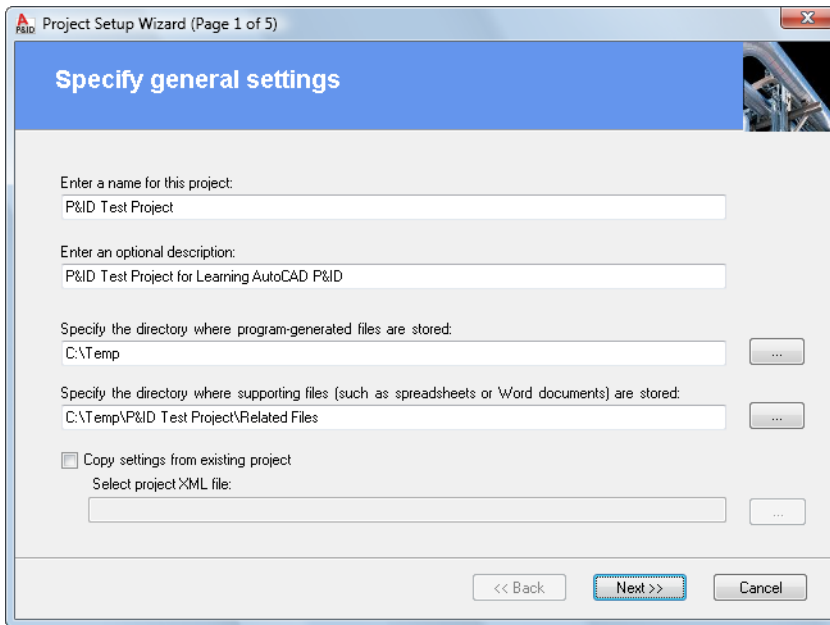 A P&ID Project Setup Wizard (Page 1 of 5) X
Specify general settings
Enter a name for this project:
P&ID Test Project
Enter an optional description:
P&ID Test Project for Learning AutoCAD P&ID
Specify the directory where program-generated files are stored:
C:\Temp
...
Specify the directory where supporting files (such as spreadsheets or Word documents) are stored:
C:\Temp\P&ID Test Project\Related Files
...
Copy settings from existing project
Select project XML file:
...
<< Back Next >> Cancel